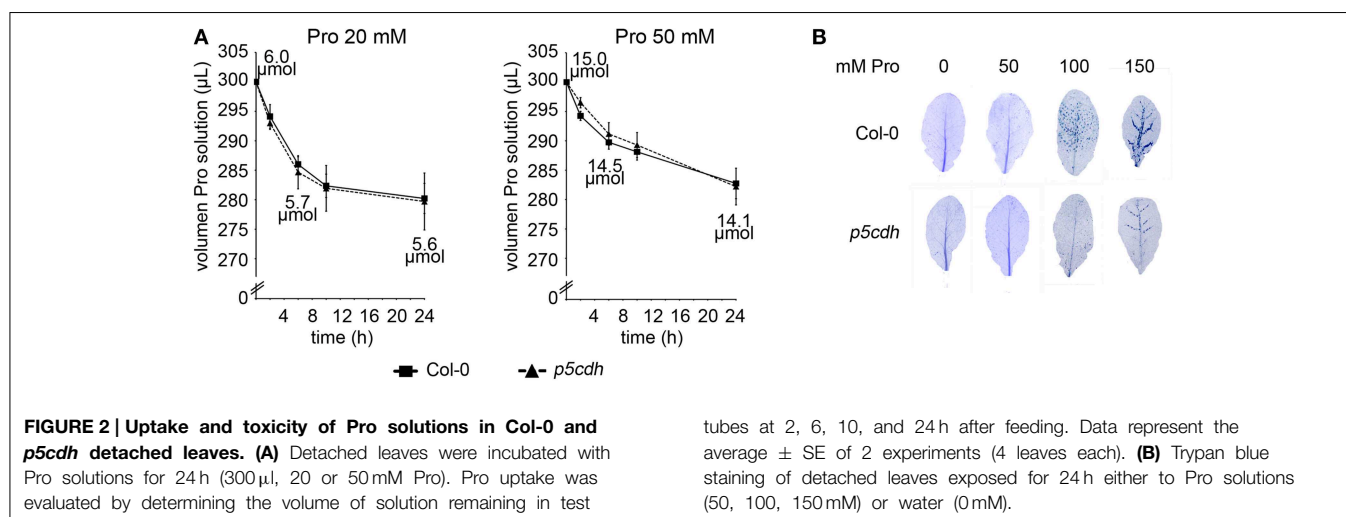 A
Pro 20 mM
Pro 50 mM
volumen Pro solution (µL)
305
300
295
290
285
280
275
270
0
6.0
µmol
5.7
µmol
5.6
µmol
4 8 12 16 20 24
time (h)
volumen Pro solution (µL)
305
300
295
290
285
280
275
270
0
15.0
µmol
14.5
µmol
14.1
µmol
4 8 12 16 20 24
time (h)
Col-0
p5cdh
B
mM Pro 0 50 100 150
Col-0
p5cdh
FIGURE 2 | Uptake and toxicity of Pro solutions in Col-0 and
p5cdh detached leaves. (A) Detached leaves were incubated with
Pro solutions for 24 h (300 µl, 20 or 50 mM Pro). Pro uptake was
evaluated by determining the volume of solution remaining in test
tubes at 2, 6, 10, and 24 h after feeding. Data represent the
average ± SE of 2 experiments (4 leaves each). (B) Trypan blue
staining of detached leaves exposed for 24 h either to Pro solutions
(50, 100, 150 mM) or water (0 mM).